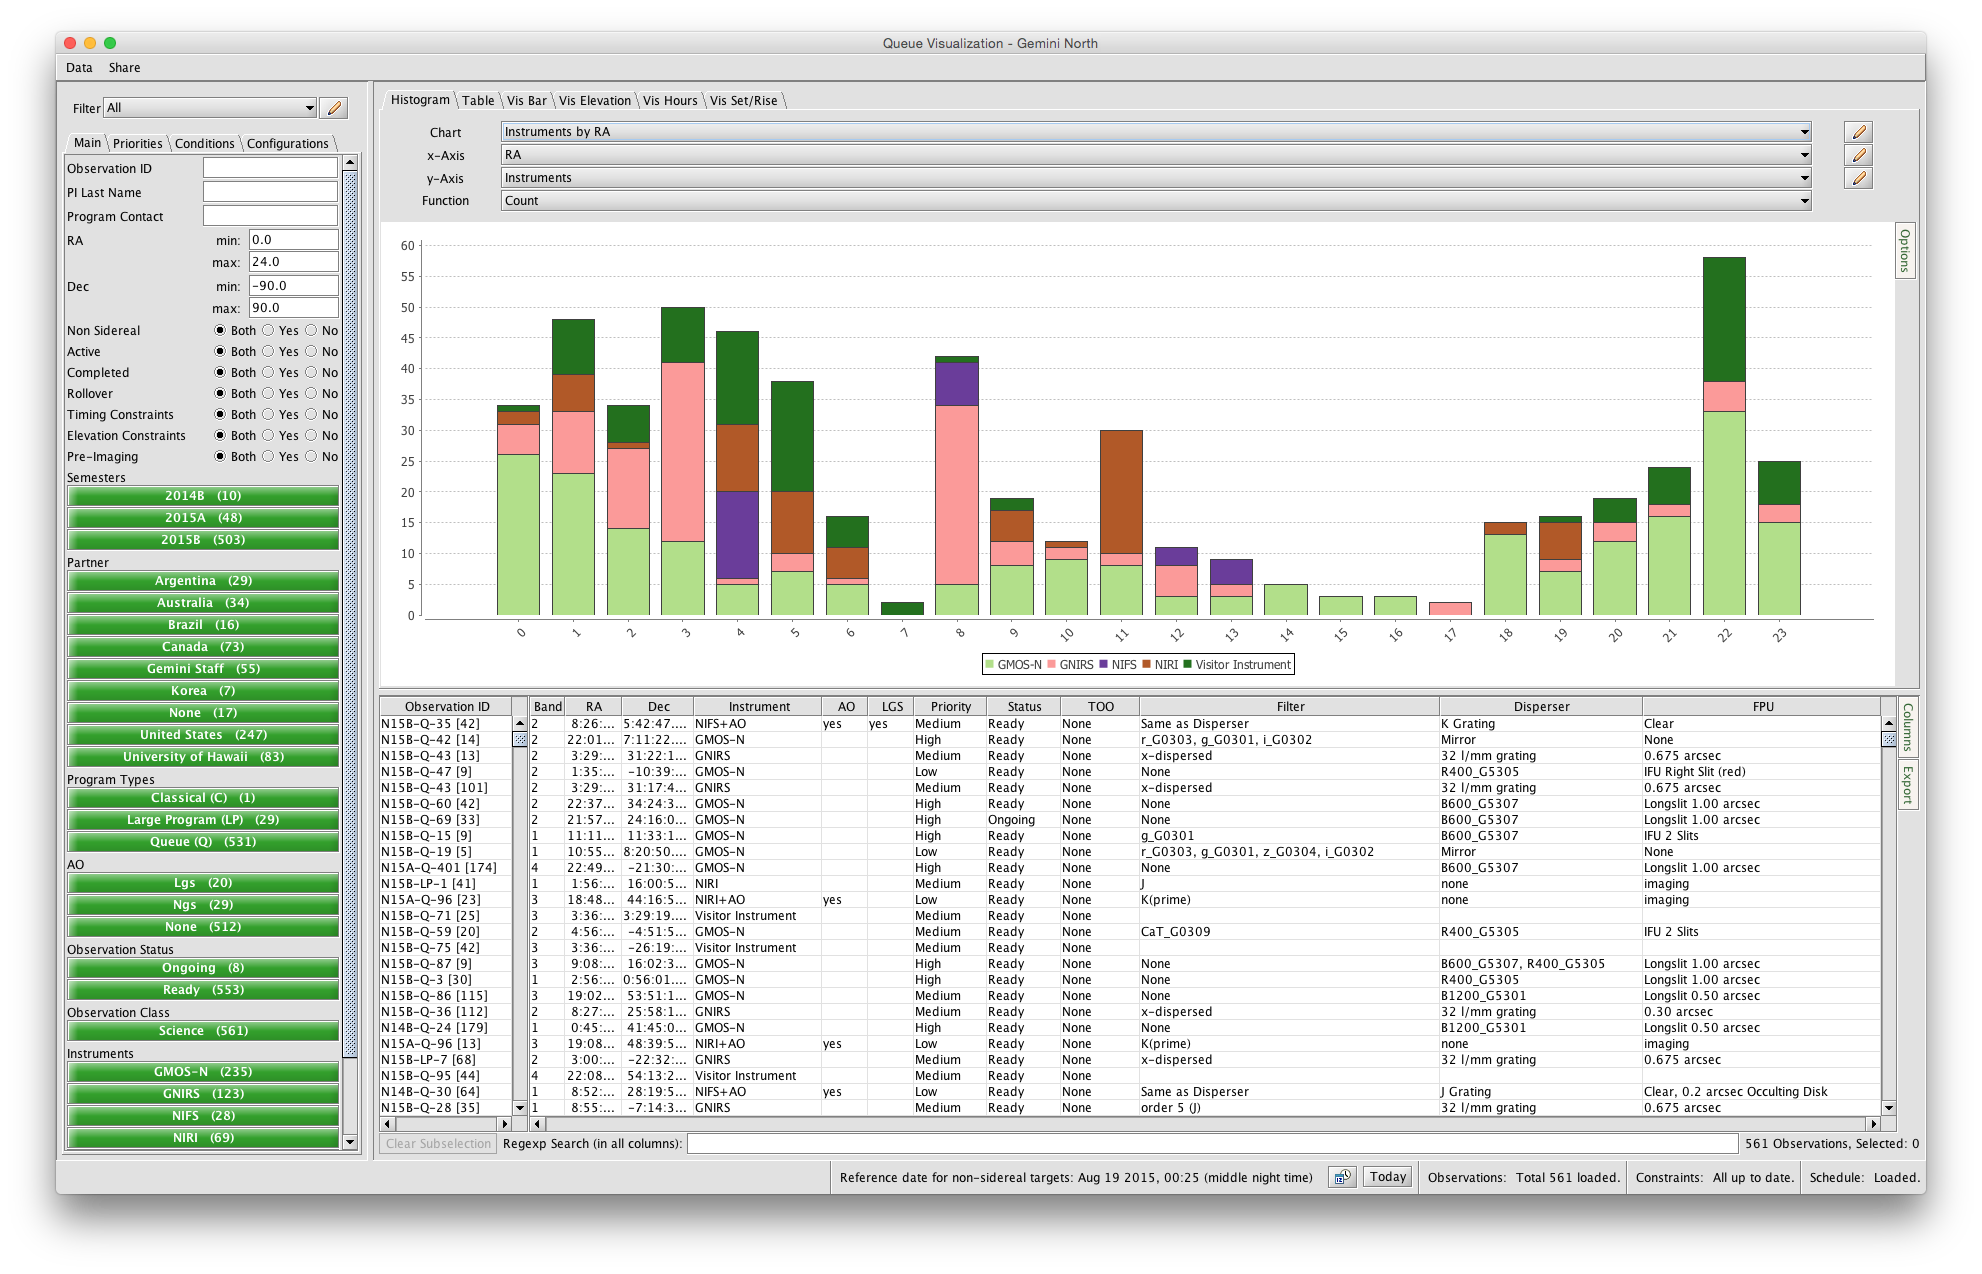 Queue Visualization - Gemini North
Data Share
Filter All
Main Priorities Conditions Configurations
Observation ID
PI Last Name
Program Contact
RA min: 0.0
max: 24.0
Dec min: -90.0
max: 90.0
Non Sidereal Both Yes No
Active Both Yes No
Completed Both Yes No
Rollover Both Yes No
Timing Constraints Both Yes No
Elevation Constraints Both Yes No
Pre-Imaging Both Yes No
Semesters
2014B (10)
2015A (48)
2015B (503)
Partner
Argentina (29)
Australia (34)
Brazil (16)
Canada (73)
Gemini Staff (55)
Korea (7)
None (17)
United States (247)
University of Hawaii (83)
Program Types
Classical (C) (1)
Large Program (LP) (29)
Queue (Q) (531)
AO
Lgs (20)
Ngs (29)
None (512)
Observation Status
Ongoing (8)
Ready (553)
Observation Class
Science (561)
Instruments
GMOS-N (235)
GNIRS (123)
NIFS (28)
NIRI (69)
Histogram Table Vis Bar Vis Elevation Vis Hours Vis Set/Rise
Chart Instruments by RA
x-Axis RA
y-Axis Instruments
Function Count
Options
60
55
50
45
40
35
30
25
20
15
10
5
0
0 1 2 3 4 5 6 7 8 9 10 11 12 13 14 15 16 17 18 19 20 21 22 23
GMOS-N GNIRS NIFS NIRI Visitor Instrument
Observation ID Band RA Dec Instrument AO LGS Priority Status TOO Filter Disperser FPU
N15B-Q-35 [42] 2 8:26:... 5:42:47.... NIFS+AO yes yes Medium Ready None Same as Disperser K Grating Clear
N15B-Q-42 [14] 2 22:01... 7:11:22.... GMOS-N High Ready None r_G0303, g_G0301, i_G0302 Mirror None
N15B-Q-43 [13] 2 3:29:... 31:22:1... GNIRS Medium Ready None x-dispersed 32 l/mm grating 0.675 arcsec
N15B-Q-47 [9] 2 1:35:... -10:39:... GMOS-N Low Ready None None R400_G5305 IFU Right Slit (red)
N15B-Q-43 [101] 2 3:29:... 31:17:4... GNIRS Medium Ready None x-dispersed 32 l/mm grating 0.675 arcsec
N15B-Q-60 [42] 2 22:37... 34:24:3... GMOS-N High Ready None None B600_G5307 Longslit 1.00 arcsec
N15B-Q-69 [33] 2 21:57... 24:16:0... GMOS-N High Ongoing None None B600_G5307 Longslit 1.00 arcsec
N15B-Q-15 [9] 1 11:11... 11:33:1... GMOS-N High Ready None g_G0301 B600_G5307 IFU 2 Slits
N15B-Q-19 [5] 1 10:55... 8:20:50.... GMOS-N Low Ready None r_G0303, g_G0301, z_G0304, i_G0302 Mirror None
N15A-Q-401 [174] 4 22:49... -21:30:... GMOS-N High Ready None None B600_G5307 Longslit 1.00 arcsec
N15B-LP-1 [41] 1 1:56:... 16:00:5... NIRI Medium Ready None J none imaging
N15A-Q-96 [23] 3 18:48... 44:16:5... NIRI+AO yes Low Ready None K(prime) none imaging
N15B-Q-71 [25] 3 3:36:... 3:29:19.... Visitor Instrument Medium Ready None
N15B-Q-59 [20] 2 4:56:... -4:51:5... GMOS-N Medium Ready None CaT_G0309 R400_G5305 IFU 2 Slits
N15B-Q-75 [42] 3 3:36:... -26:19:... Visitor Instrument Medium Ready None
N15B-Q-87 [9] 3 9:08:... 16:02:3... GMOS-N High Ready None None B600_G5307, R400_G5305 Longslit 1.00 arcsec
N15B-Q-3 [30] 1 2:56:... 0:56:01.... GMOS-N High Ready None None R400_G5305 Longslit 1.00 arcsec
N15B-Q-86 [115] 3 19:02... 53:51:1... GMOS-N Medium Ready None None B1200_G5301 Longslit 0.50 arcsec
N15B-Q-36 [112] 2 8:27:... 25:58:1... GNIRS Medium Ready None x-dispersed 32 l/mm grating 0.30 arcsec
N14B-Q-24 [179] 1 0:45:... 41:45:0... GMOS-N High Ready None None B1200_G5301 Longslit 0.50 arcsec
N15A-Q-96 [13] 3 19:08... 48:39:5... NIRI+AO yes Low Ready None K(prime) none imaging
N15B-LP-7 [68] 2 3:00:... -22:32:... GNIRS Medium Ready None x-dispersed 32 l/mm grating 0.675 arcsec
N15B-Q-95 [44] 4 22:08... 54:13:2... Visitor Instrument Medium Ready None
N14B-Q-30 [64] 1 8:52:... 28:19:5... NIFS+AO yes Low Ready None Same as Disperser J Grating Clear, 0.2 arcsec Occulting Disk
N15B-Q-28 [35] 1 8:55:... -7:14:3... GNIRS Medium Ready None order 5 (J) 32 l/mm grating 0.675 arcsec
Columns
Export
Clear Subselection Regexp Search (in all columns): 561 Observations, Selected: 0
Reference date for non-sidereal targets: Aug 19 2015, 00:25 (middle night time) Today Observations: Total 561 loaded. Constraints: All up to date. Schedule: Loaded.